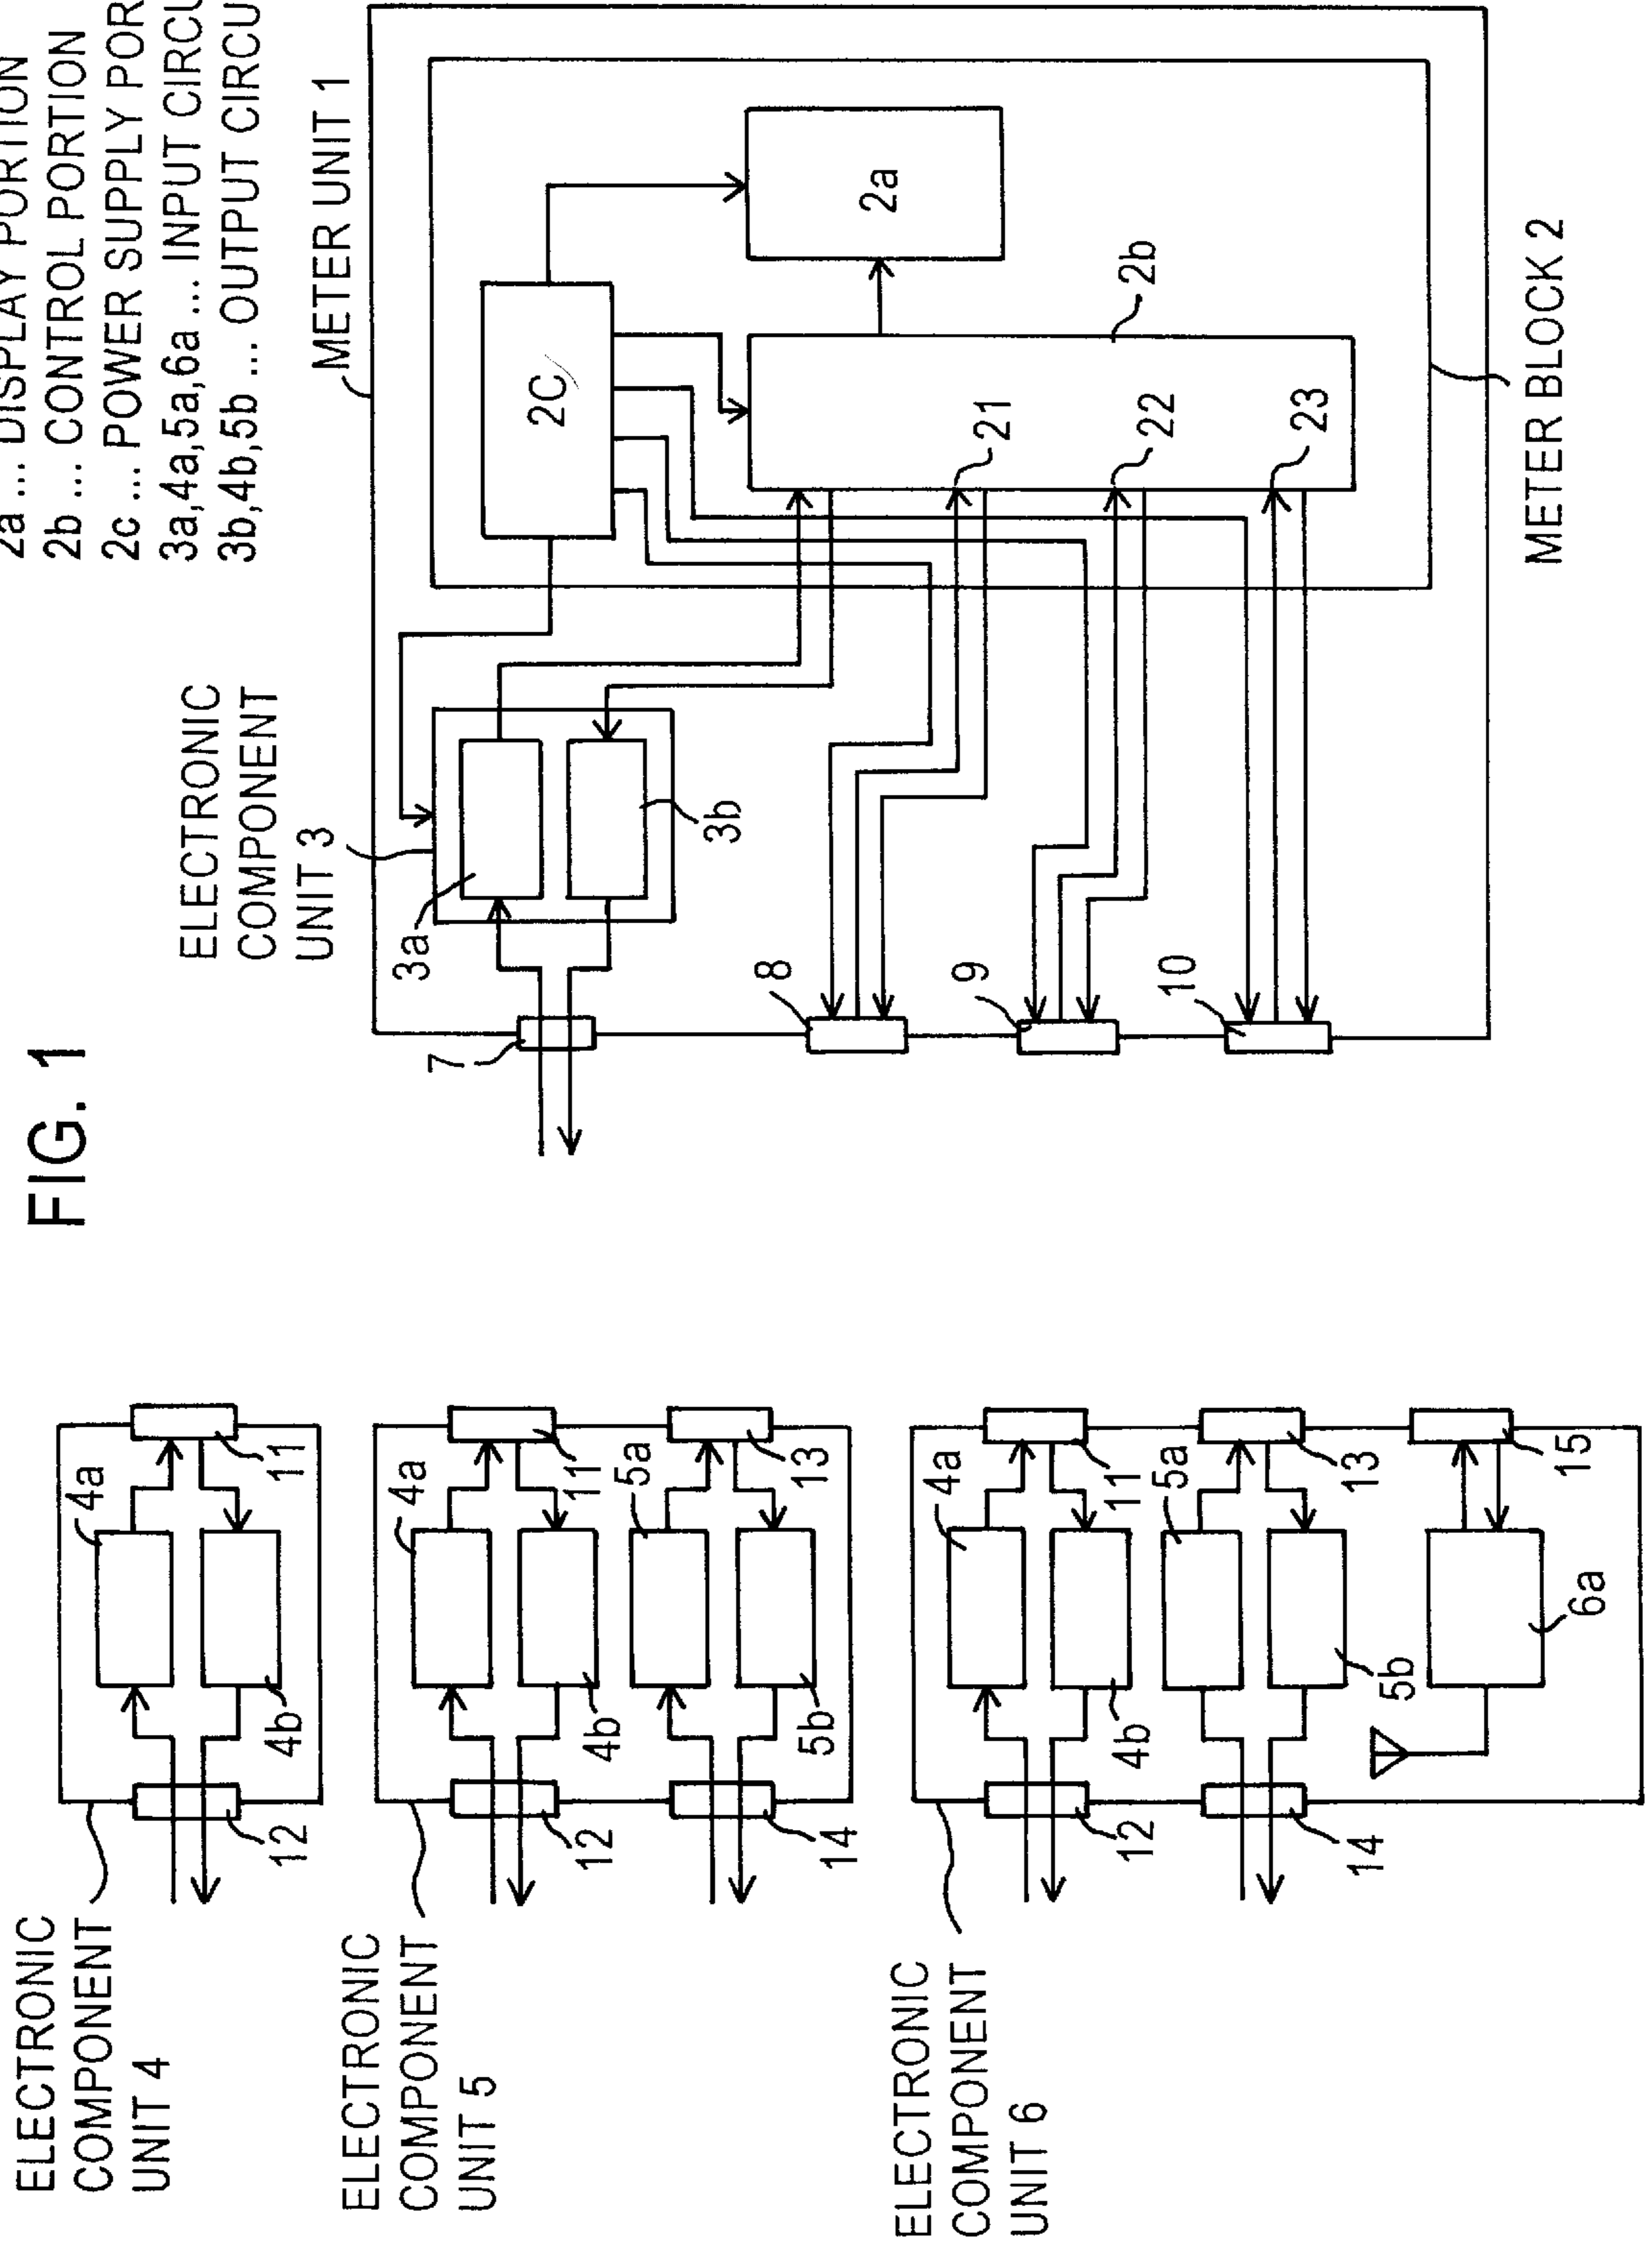 FIG. 1
2a ... DISPLAY PORTION
2b ... CONTROL PORTION
2c ... POWER SUPPLY POR
3a,4a,5a,6a ... INPUT CIRCU
3b,4b,5b ... OUTPUT CIRCU
ELECTRONIC
COMPONENT
UNIT 4
4a
4b
11
12
ELECTRONIC
COMPONENT
UNIT 5
4a
4b
11
12
5a
5b
13
14
ELECTRONIC
COMPONENT
UNIT 6
4a
4b
11
12
5a
5b
13
14
6a
15
METER UNIT 1
ELECTRONIC
COMPONENT
UNIT 3
3a
3b
7
8
9
10
2C
2a
2b
21
22
23
METER BLOCK 2